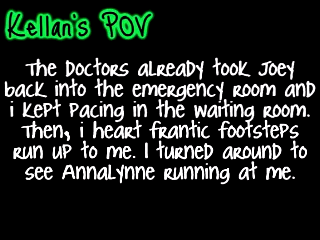 Kellan's POV
The Doctors already took Joey
back into the emergency room and
i kept pacing in the waiting room.
Then, i heart frantic footsteps
run up to me. I turned around to
see Annalynne running at me.